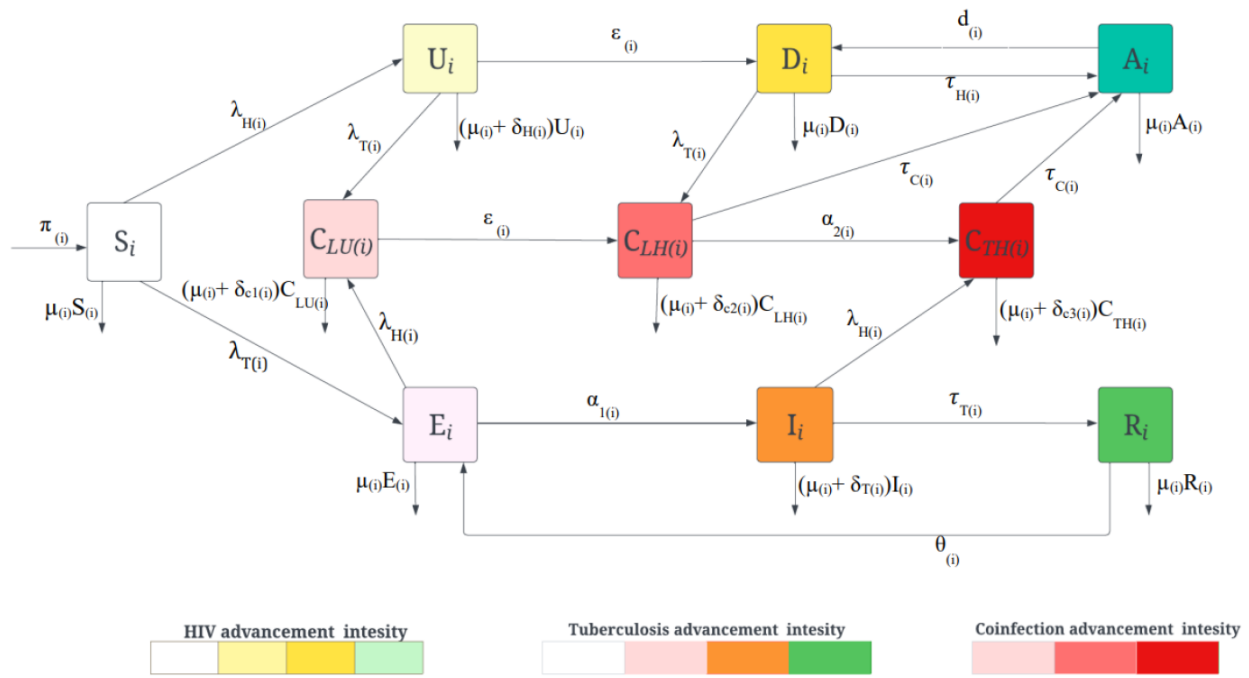 d(i)
ε(i)
Ui
Di
Ai
τH(i)
λH(i)
λT(i)
(μ(i)+ δH(i))U(i)
μ(i)D(i)
μ(i)A(i)
λT(i)
τC(i)
τC(i)
π(i)
Si
CLU(i)
ε(i)
CLH(i)
α2(i)
CTH(i)
μ(i)S(i)
(μ(i)+ δc1(i))CLU(i)
(μ(i)+ δc2(i))CLH(i)
(μ(i)+ δc3(i))CTH(i)
λH(i)
λH(i)
λT(i)
Ei
α1(i)
Ii
τT(i)
Ri
μ(i)E(i)
(μ(i)+ δT(i))I(i)
μ(i)R(i)
θ(i)
HIV advancement intesity
Tuberculosis advancement intesity
Coinfection advancement intesity